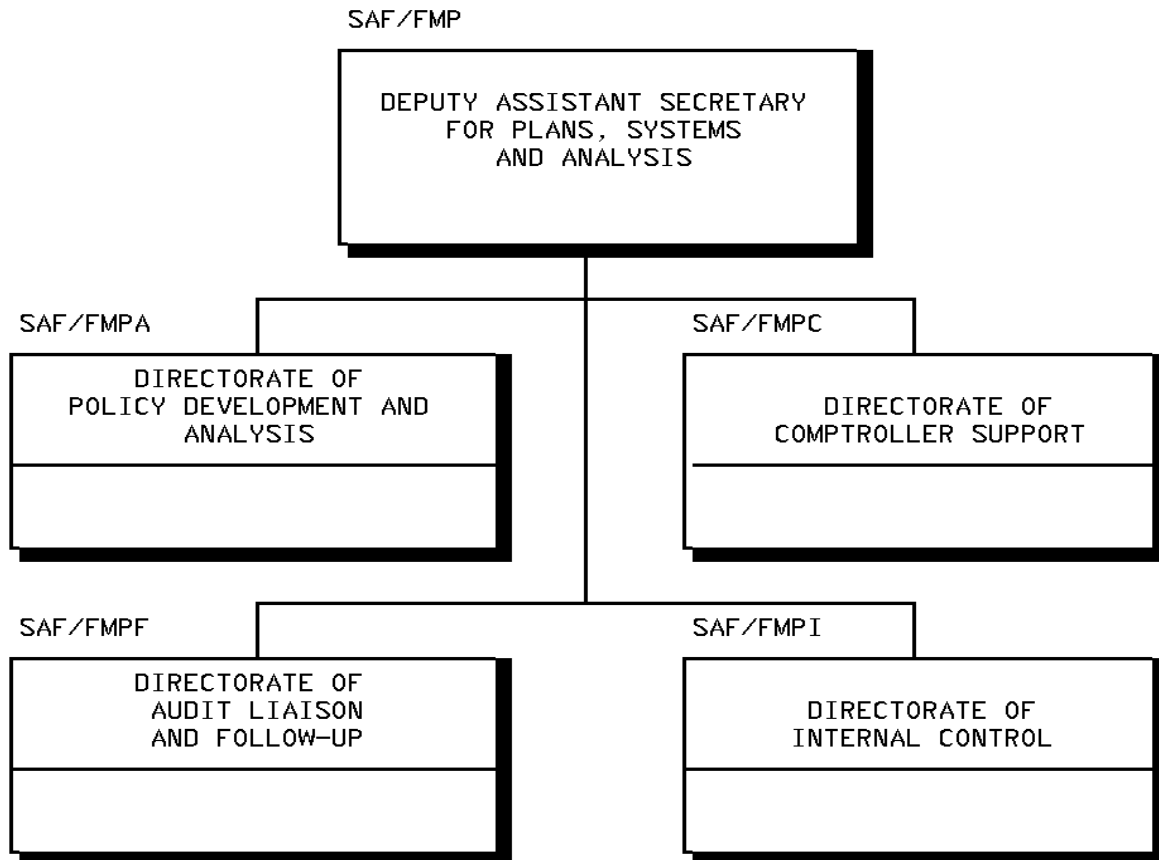 SAF/FMP
DEPUTY ASSISTANT SECRETARY
FOR PLANS, SYSTEMS
AND ANALYSIS
SAF/FMPA
DIRECTORATE OF
POLICY DEVELOPMENT AND
ANALYSIS
SAF/FMPC
DIRECTORATE OF
COMPTROLLER SUPPORT
SAF/FMPF
DIRECTORATE OF
AUDIT LIAISON
AND FOLLOW-UP
SAF/FMPI
DIRECTORATE OF
INTERNAL CONTROL